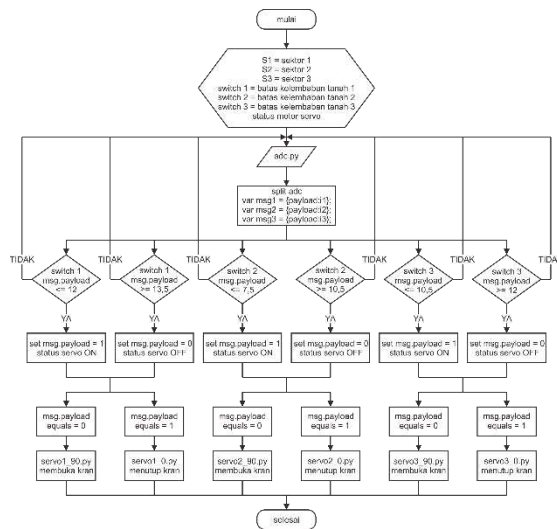 mulai
S1 = sektor 1
S2 = sektor 2
S3 = sektor 3
switch 1 = batas kelembaban tanah 1
switch 2 = batas kelembaban tanah 2
switch 3 = batas kelembaban tanah 3
status motor servo
adc.py
split adc
var msg1 = {payload:i1};
var msg2 = {payload:i2};
var msg3 = {payload:i3};
TIDAK
TIDAK
TIDAK
TIDAK
TIDAK
TIDAK
switch 1
msg.payload
<= 12
switch 1
msg.payload
>= 13,5
switch 2
msg.payload
<= 7,5
switch 2
msg.payload
>= 10,5
switch 3
msg.payload
<= 10,5
switch 3
msg.payload
>= 12
YA
YA
YA
YA
YA
YA
set msg.payload = 1
status servo ON
set msg.payload = 0
status servo OFF
set msg.payload = 1
status servo ON
set msg.payload = 0
status servo OFF
set msg.payload = 1
status servo ON
set msg.payload = 0
status servo OFF
msg.payload
equals = 0
msg.payload
equals = 1
msg.payload
equals = 0
msg.payload
equals = 1
msg.payload
equals = 0
msg.payload
equals = 1
servo1_90.py
membuka kran
servo1_0.py
menutup kran
servo2_90.py
membuka kran
servo2_0.py
menutup kran
servo3_90.py
membuka kran
servo3_0.py
menutup kran
selesai